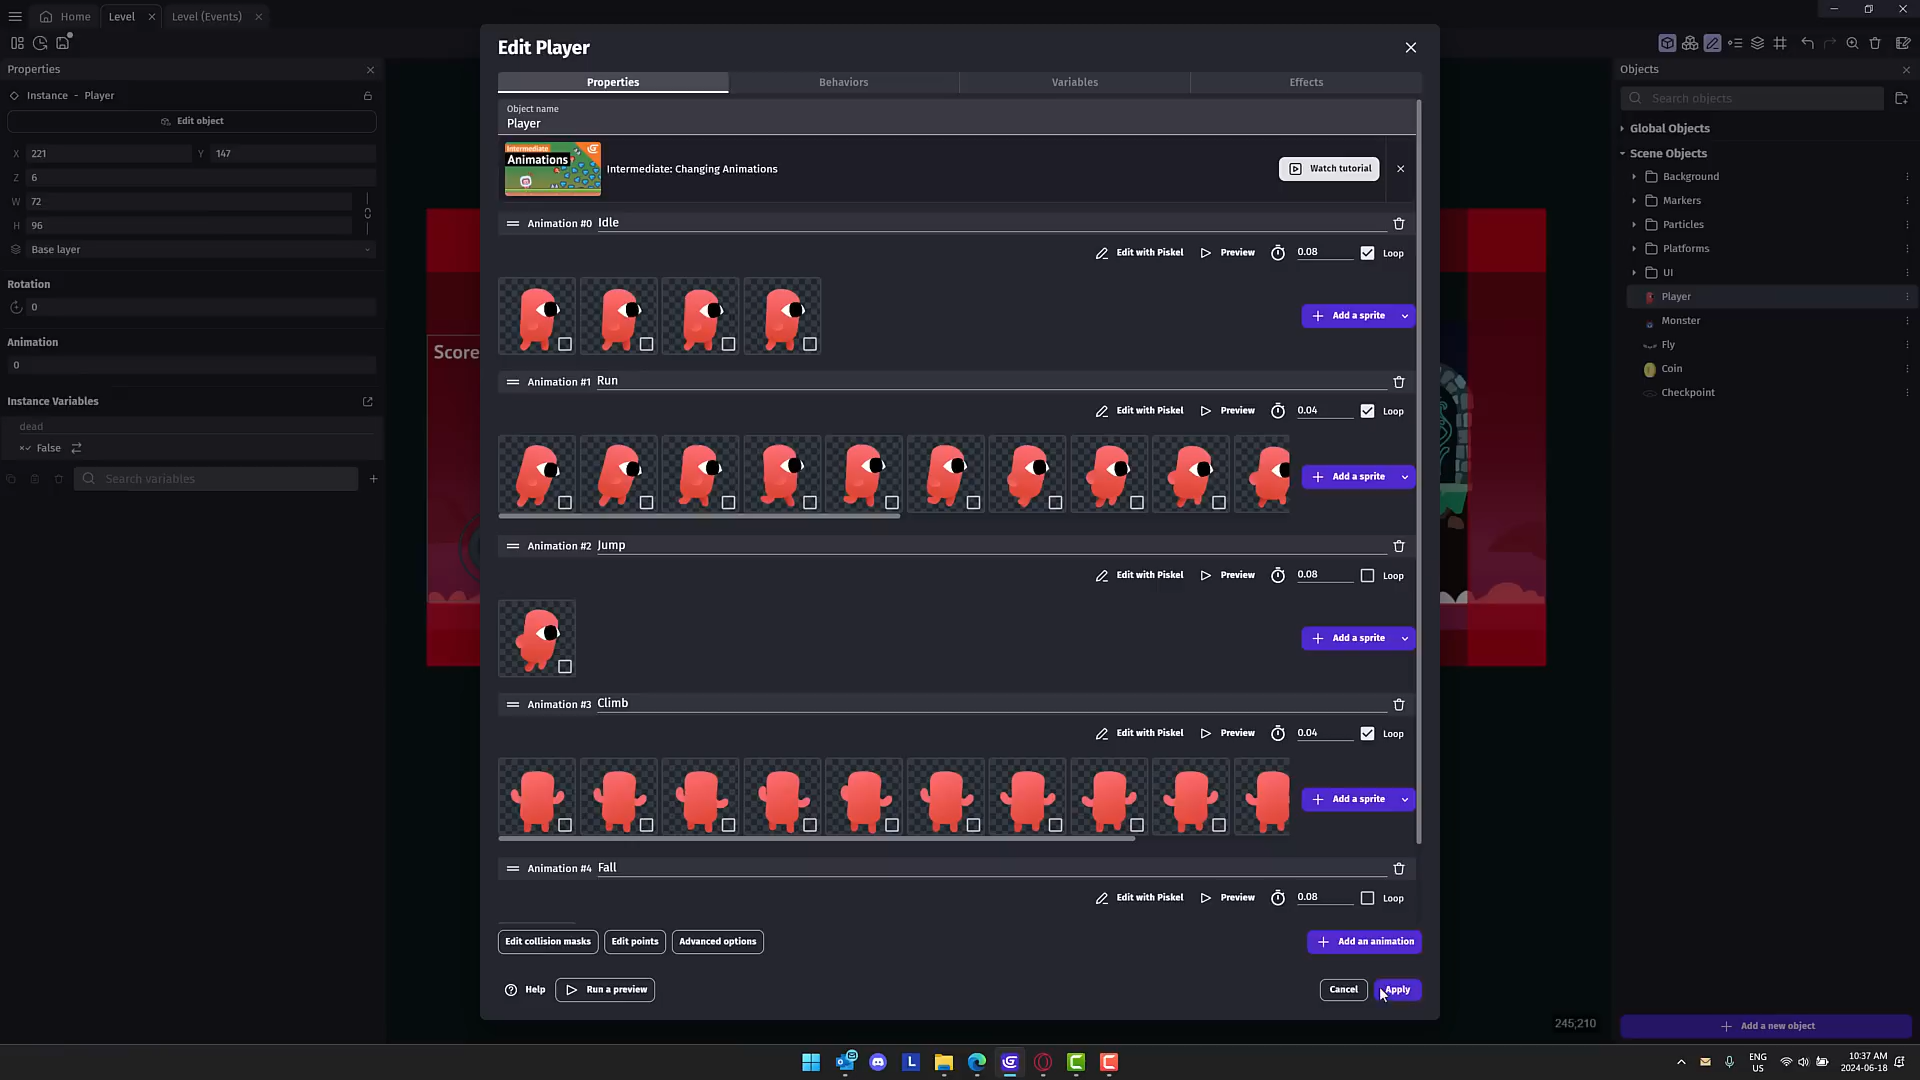 Home
Level
Level (Events)
Properties
Instance - Player
Edit object
X 221 Y 147
Z 6
W 72
H 96
Base layer
Rotation
0
Animation
0
Instance Variables
dead
False
Search variables
Score
Edit Player
Properties Behaviors Variables Effects
Object name
Player
Intermediate
Animations
Intermediate: Changing Animations
Watch tutorial
Animation #0 Idle
Edit with Piskel Preview 0.08 Loop
Add a sprite
Animation #1 Run
Edit with Piskel Preview 0.04 Loop
Add a sprite
Animation #2 Jump
Edit with Piskel Preview 0.08 Loop
Add a sprite
Animation #3 Climb
Edit with Piskel Preview 0.04 Loop
Add a sprite
Animation #4 Fall
Edit with Piskel Preview 0.08 Loop
Edit collision masks Edit points Advanced options Add an animation
Help Run a preview Cancel Apply
Objects
Search objects
Global Objects
Scene Objects
Background
Markers
Particles
Platforms
UI
Player
Monster
Fly
Coin
Checkpoint
245;210
Add a new object
L
ENG
US
10:37 AM
2024-06-18